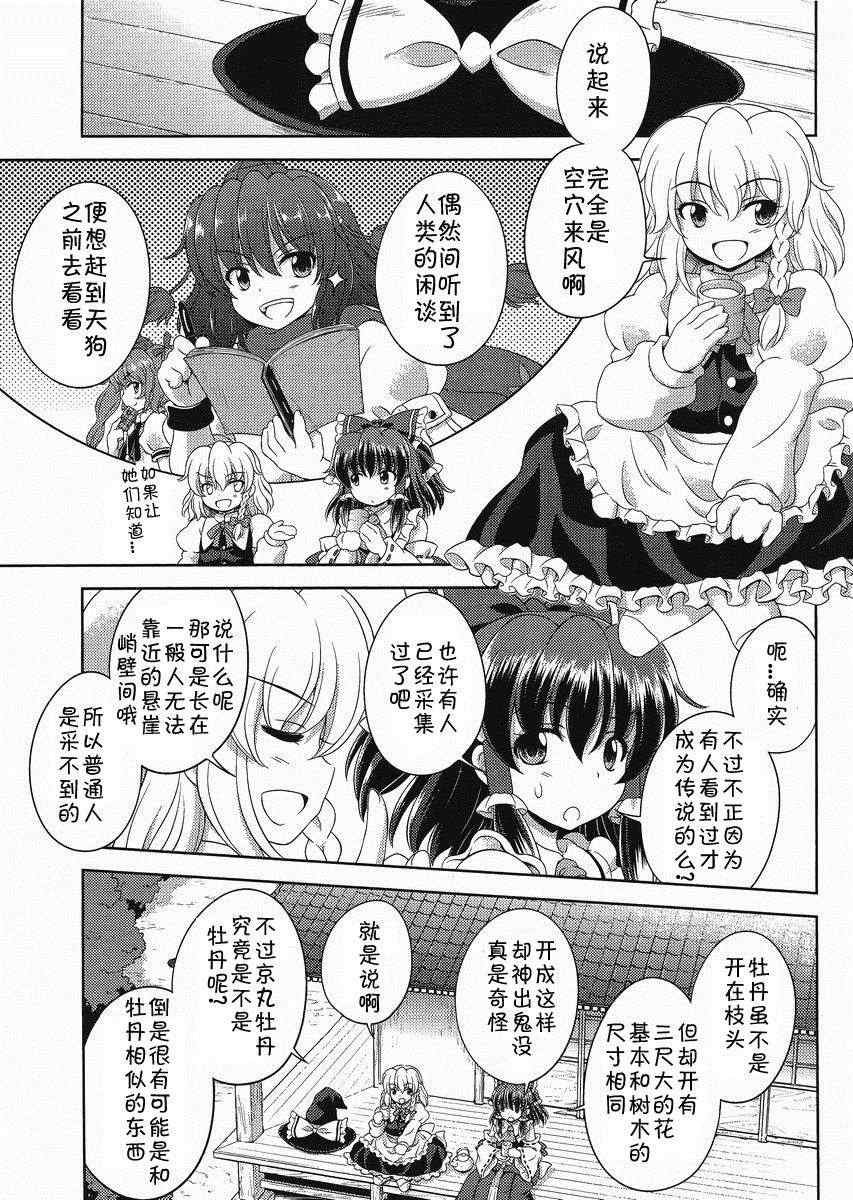 说起来
完全是
空穴来风啊
偶然间听到了
人类的闲谈
便想赶到天狗
之前去看看
如果让
她们知道…
呃…确实
不过不正因为
有人看到过才
成为传说的么?
也许有人
已经采集
过了吧
说什么呢
那可是长在
一般人无法
靠近的悬崖
峭壁间哦
所以普通人
是采不到的
牡丹虽不是
开在枝头
但却开有
三尺大的花
基本和树木的
尺寸相同
开成这样
却神出鬼没
真是奇怪
就是说啊
不过京丸牡丹
究竟是不是
牡丹呢?
倒是很有可能是和
牡丹相似的东西